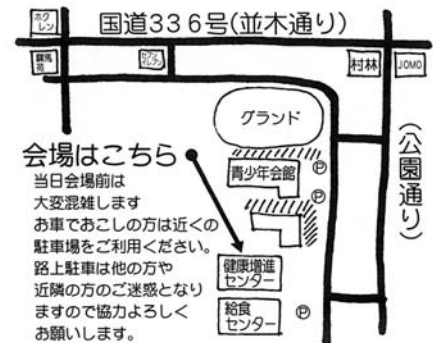 ホク
レン
国道336号(並木通り)
セブン
イレブン
村林
JOMO
グランド
(公園通り)
会場はこちら
青少年会館
Ⓟ
Ⓟ
当日会場前は
大変混雑します
お車でおこしの方は近くの
駐車場をご利用ください。
路上駐車は他の方や
近隣の方のご迷惑となり
ますので協力よろしく
お願いします。
健康増進
センター
給食
センター
Ⓟ